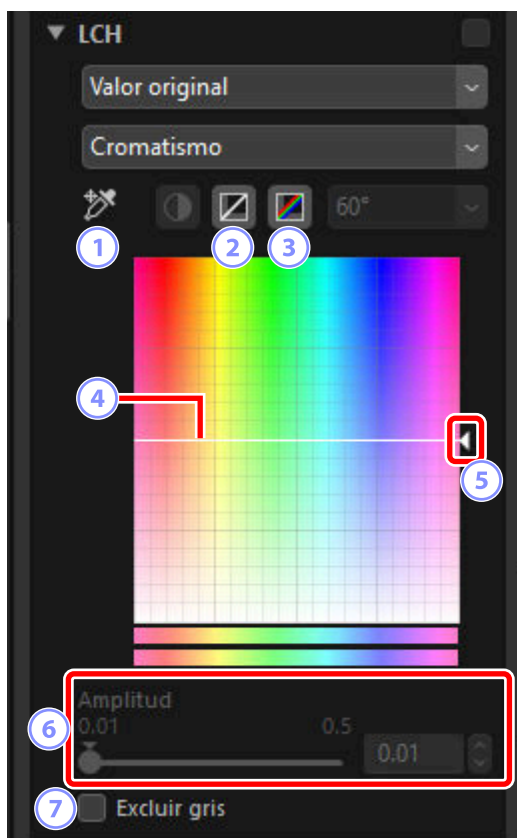 LCH
Valor original
Cromatismo
60°
1
2
3
4
5
Amplitud
0.01 0.5
6
0.01
7 Excluir gris